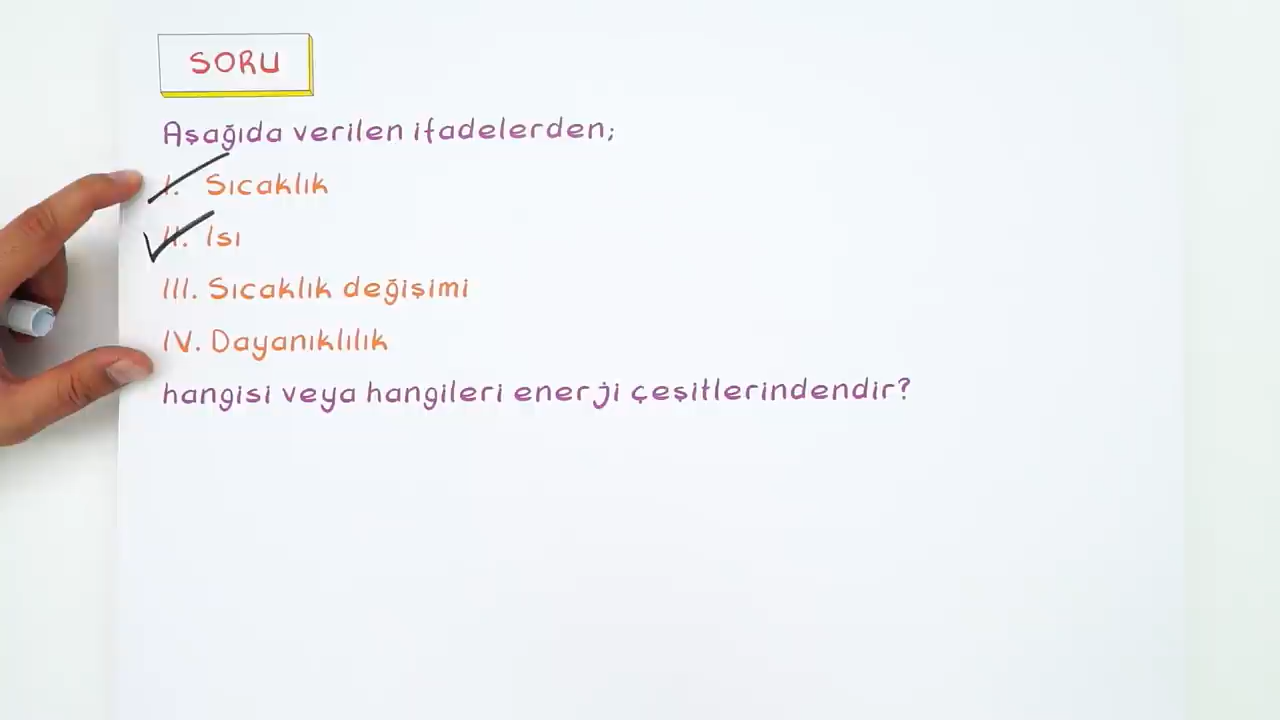 SORU
Aşağıda verilen ifadelerden;
I. Sıcaklık
II. Isı
III. Sıcaklık değişimi
IV. Dayanıklılık
hangisi veya hangileri enerji çeşitlerindendir?